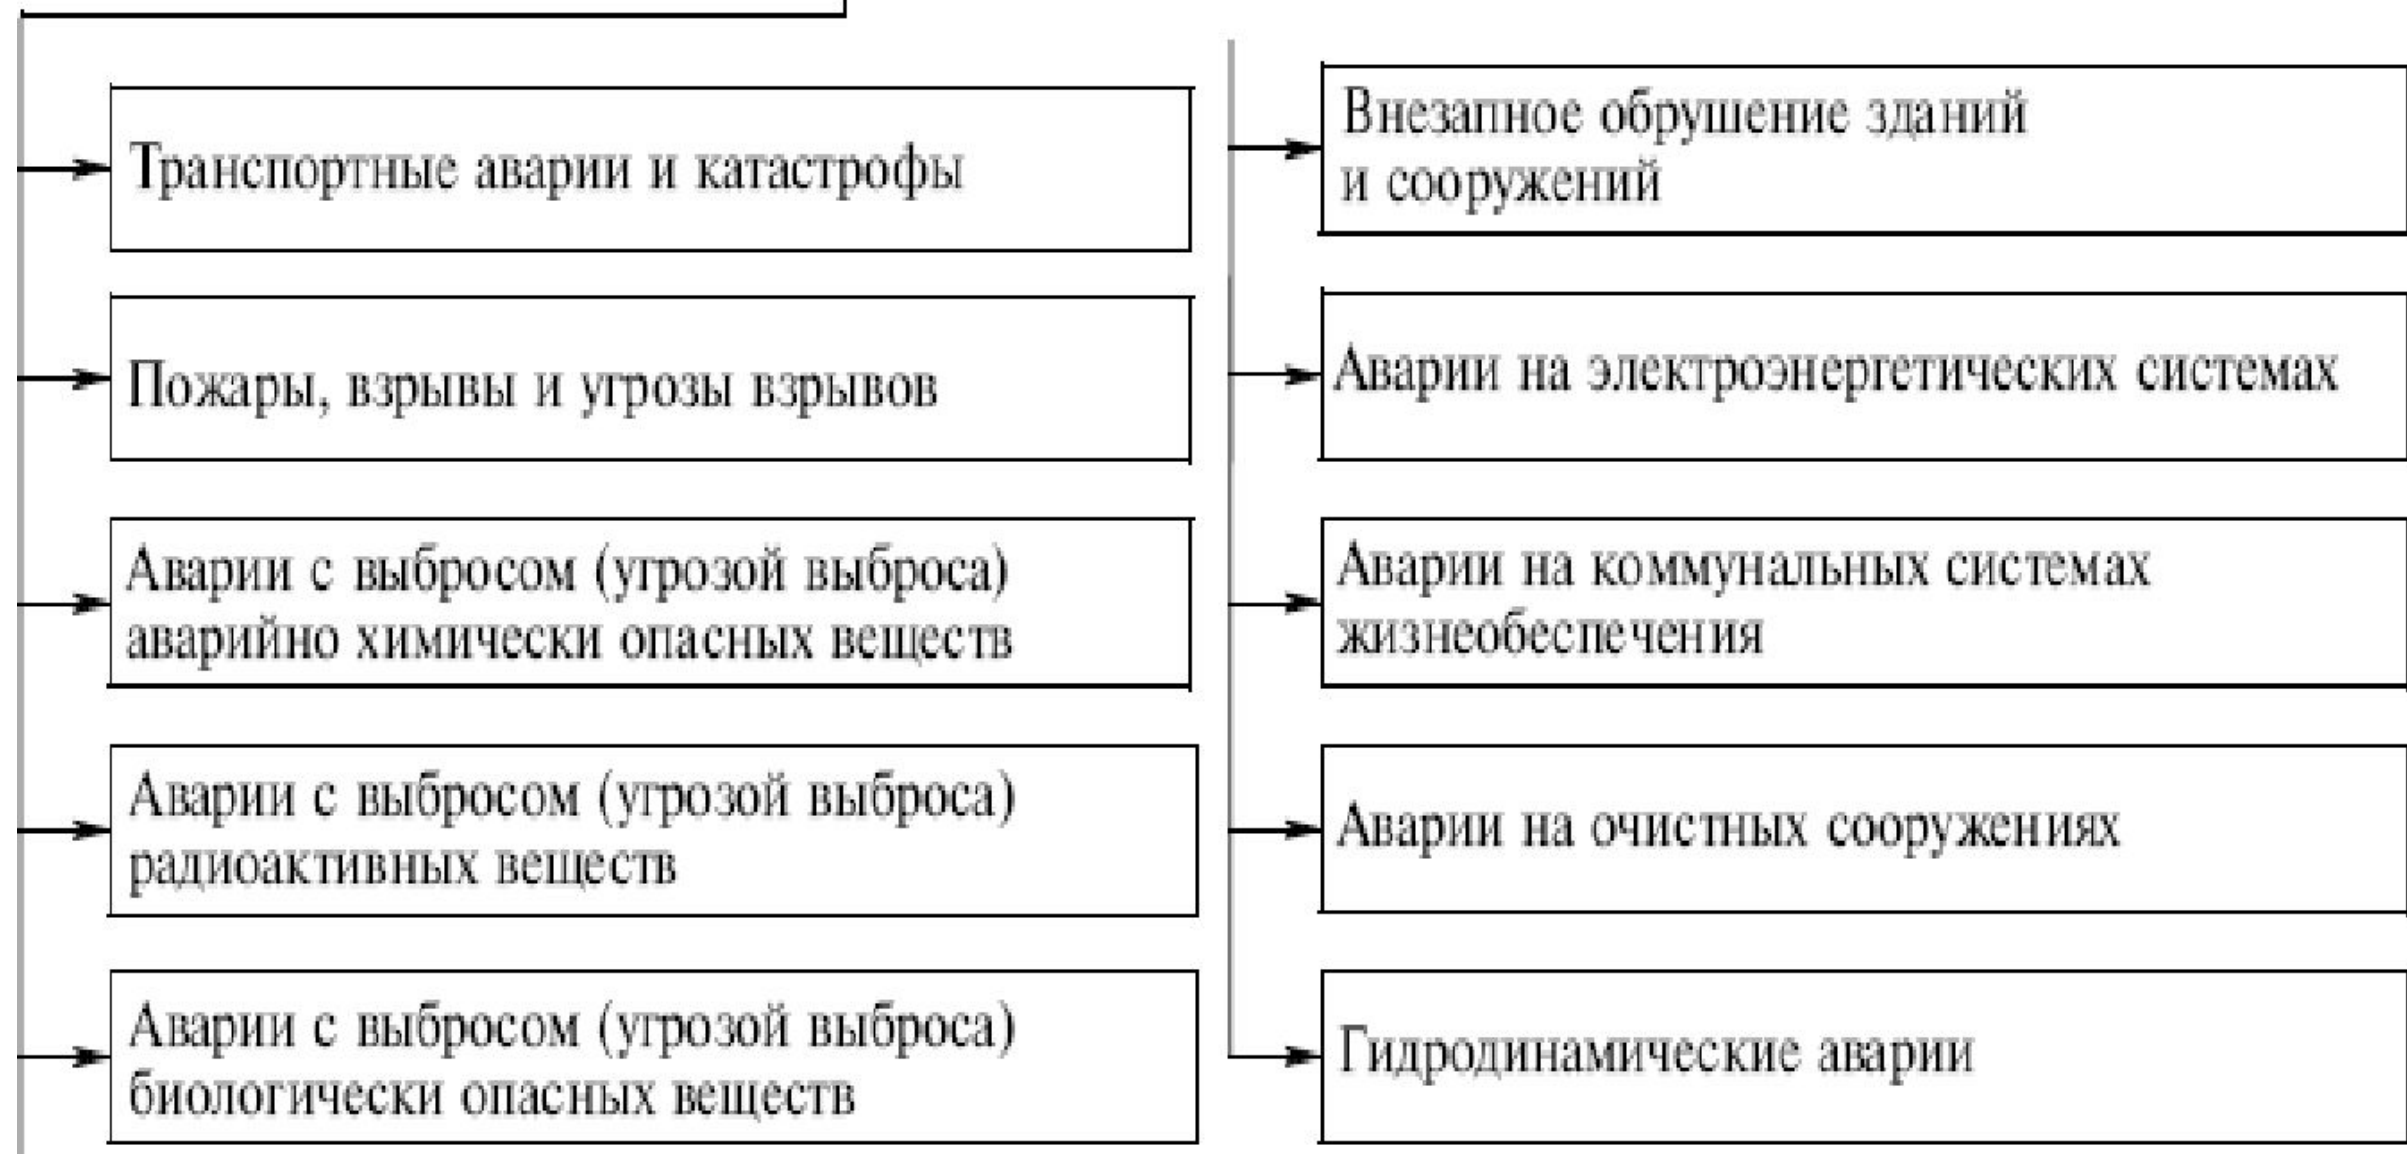 Транспортные аварии и катастрофы
Пожары, взрывы и угрозы взрывов
Аварии с выбросом (угрозой выброса)
аварийно химически опасных веществ
Аварии с выбросом (угрозой выброса)
радиоактивных веществ
Аварии с выбросом (угрозой выброса)
биологически опасных веществ
Внезапное обрушение зданий
и сооружений
Аварии на электроэнергетических системах
Аварии на коммунальных системах
жизнеобеспечения
Аварии на очистных сооружениях
Гидродинамические аварии